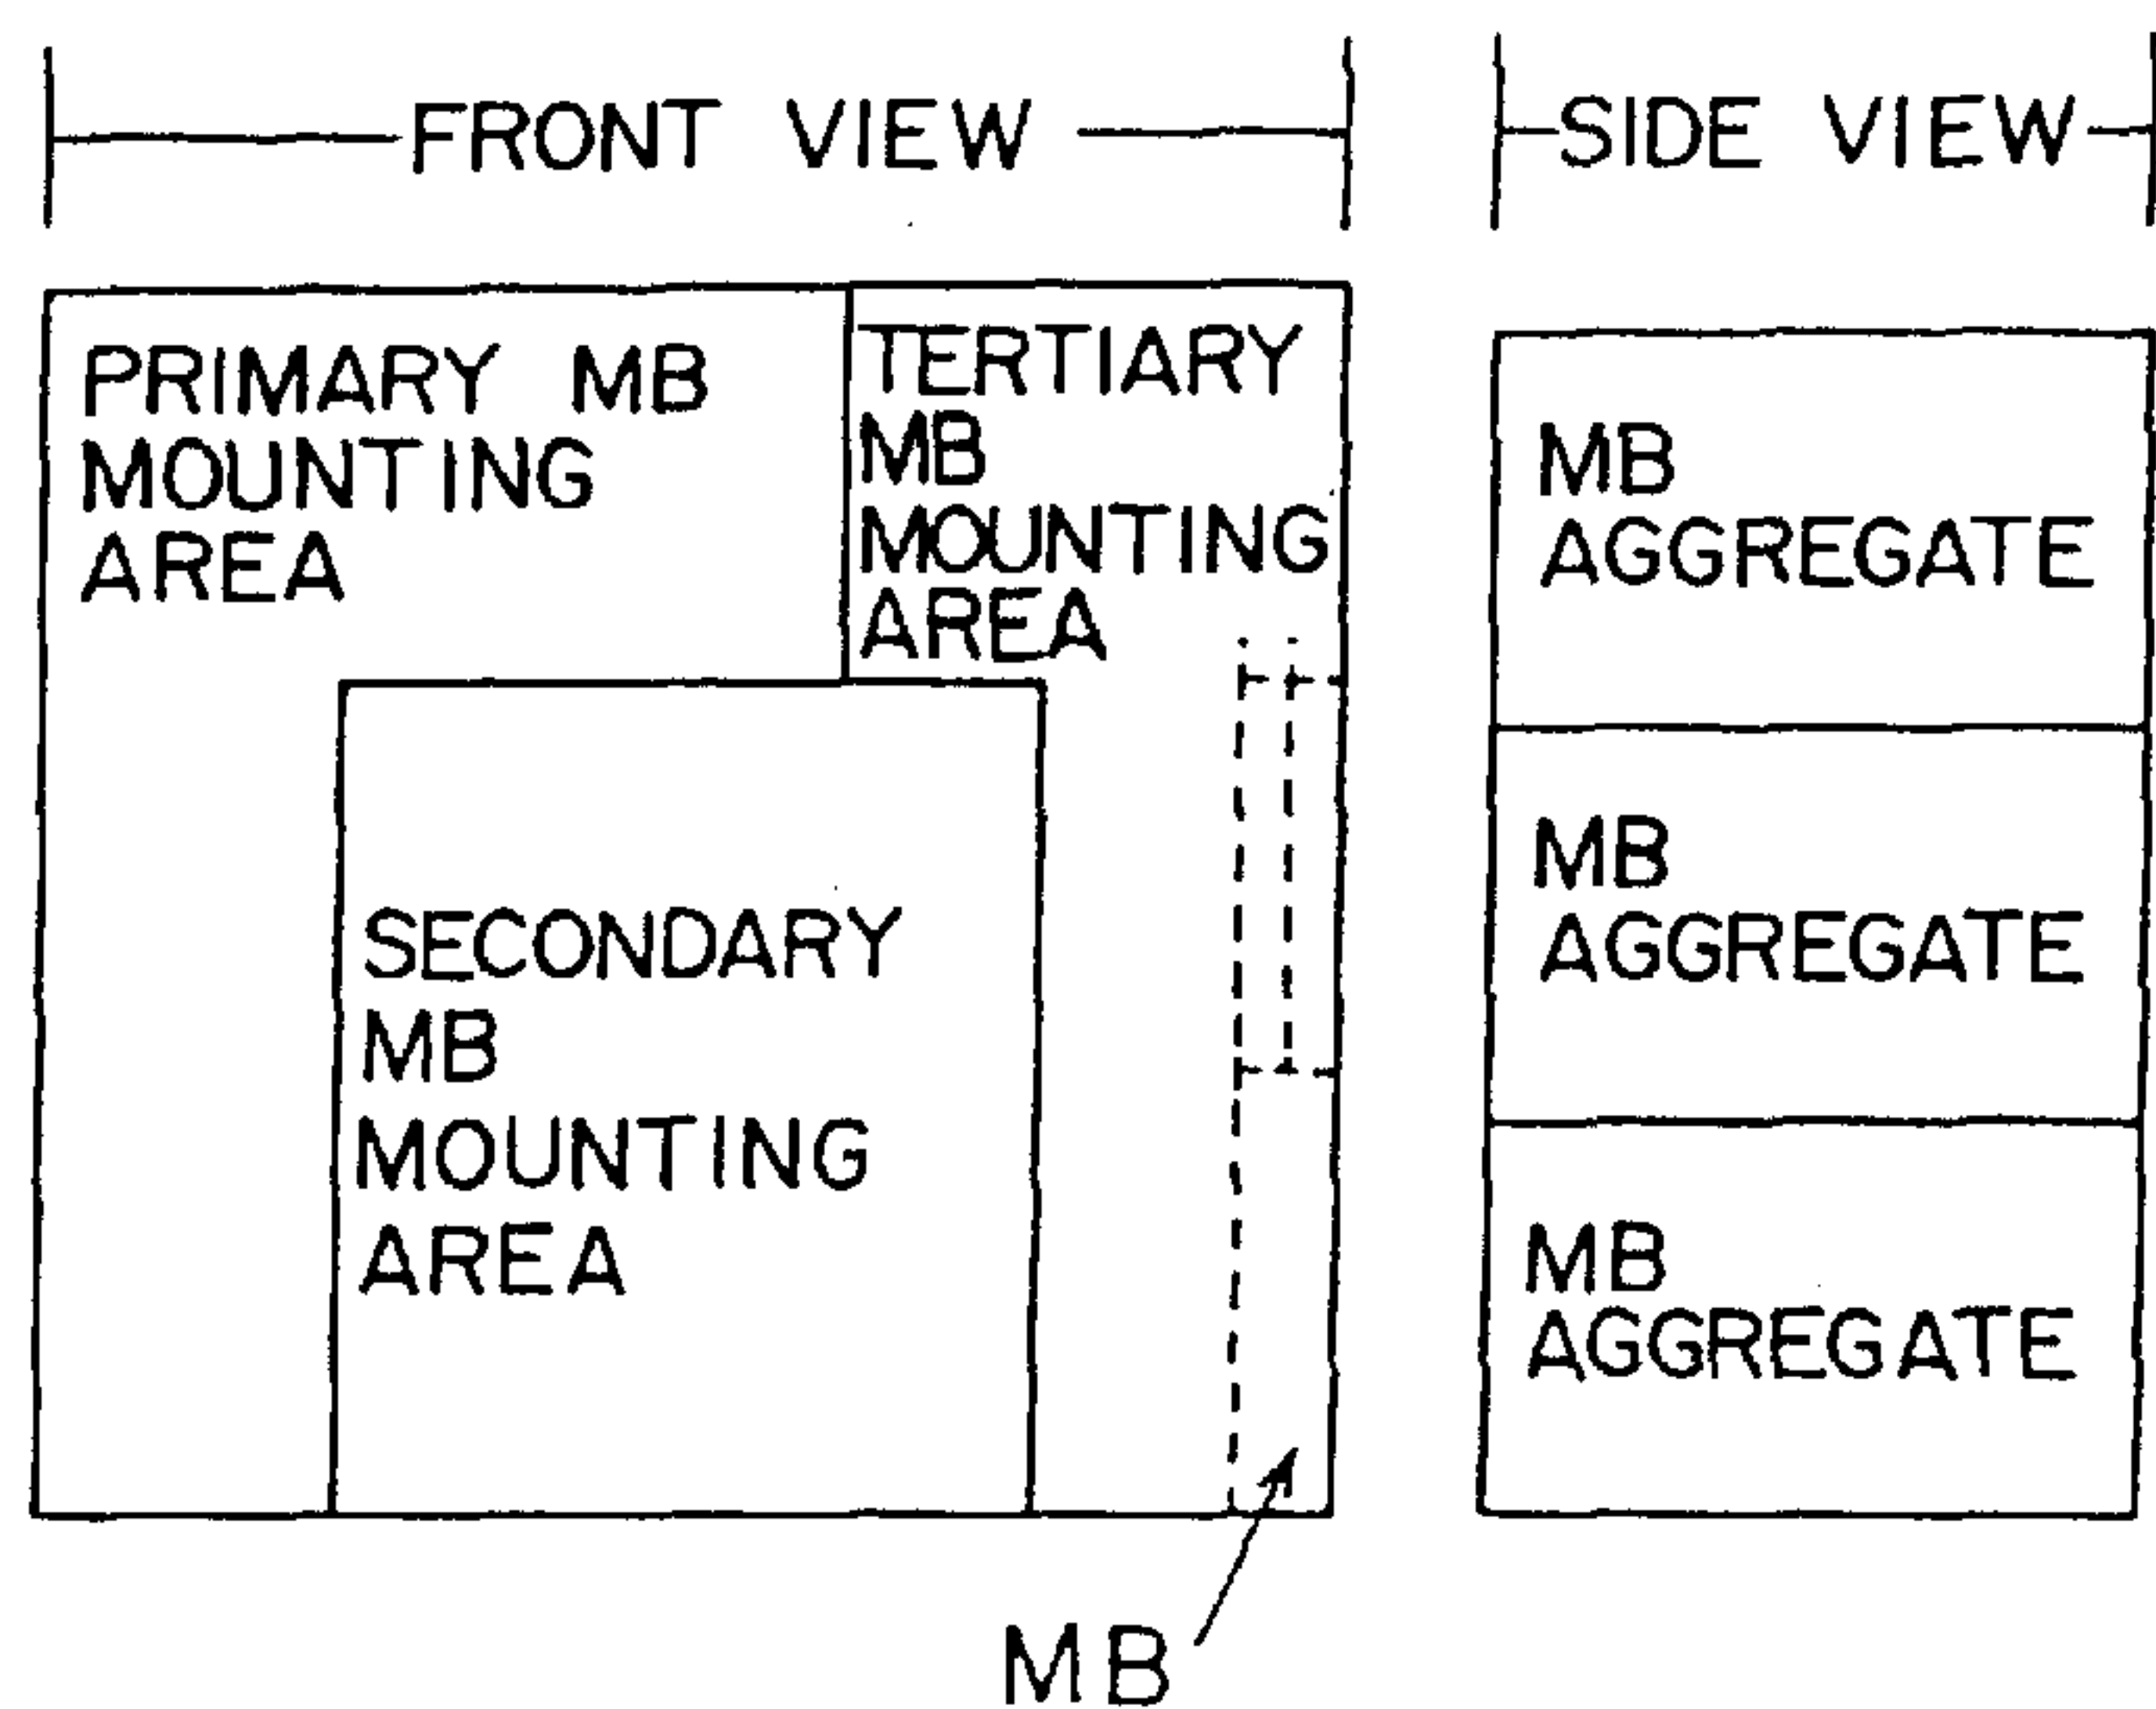 FRONT VIEW
SIDE VIEW
PRIMARY MB
MOUNTING
AREA
TERTIARY
MB
MOUNTING
AREA
SECONDARY
MB
MOUNTING
AREA
MB
MB
AGGREGATE
MB
AGGREGATE
MB
AGGREGATE